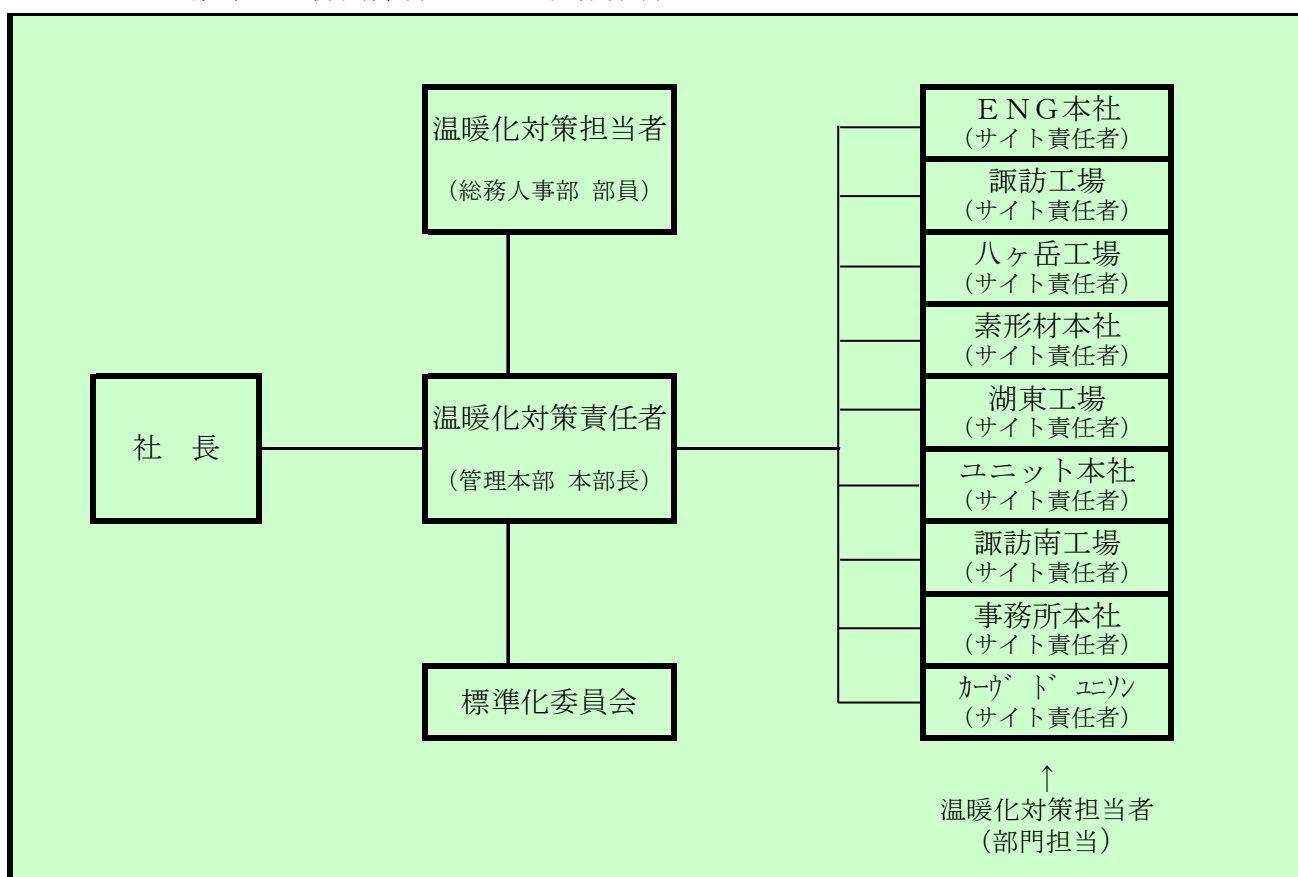 温暖化対策担当者
(総務人事部 部員)
社 長
温暖化対策責任者
(管理本部 本部長)
標準化委員会
ＥＮＧ本社
(サイト責任者)
諏訪工場
(サイト責任者)
八ヶ岳工場
(サイト責任者)
素形材本社
(サイト責任者)
湖東工場
(サイト責任者)
ユニット本社
(サイト責任者)
諏訪南工場
(サイト責任者)
事務所本社
(サイト責任者)
ｶｰｳﾞ ﾄﾞ ﾕﾆｿﾝ
(サイト責任者)
↑
温暖化対策担当者
(部門担当)